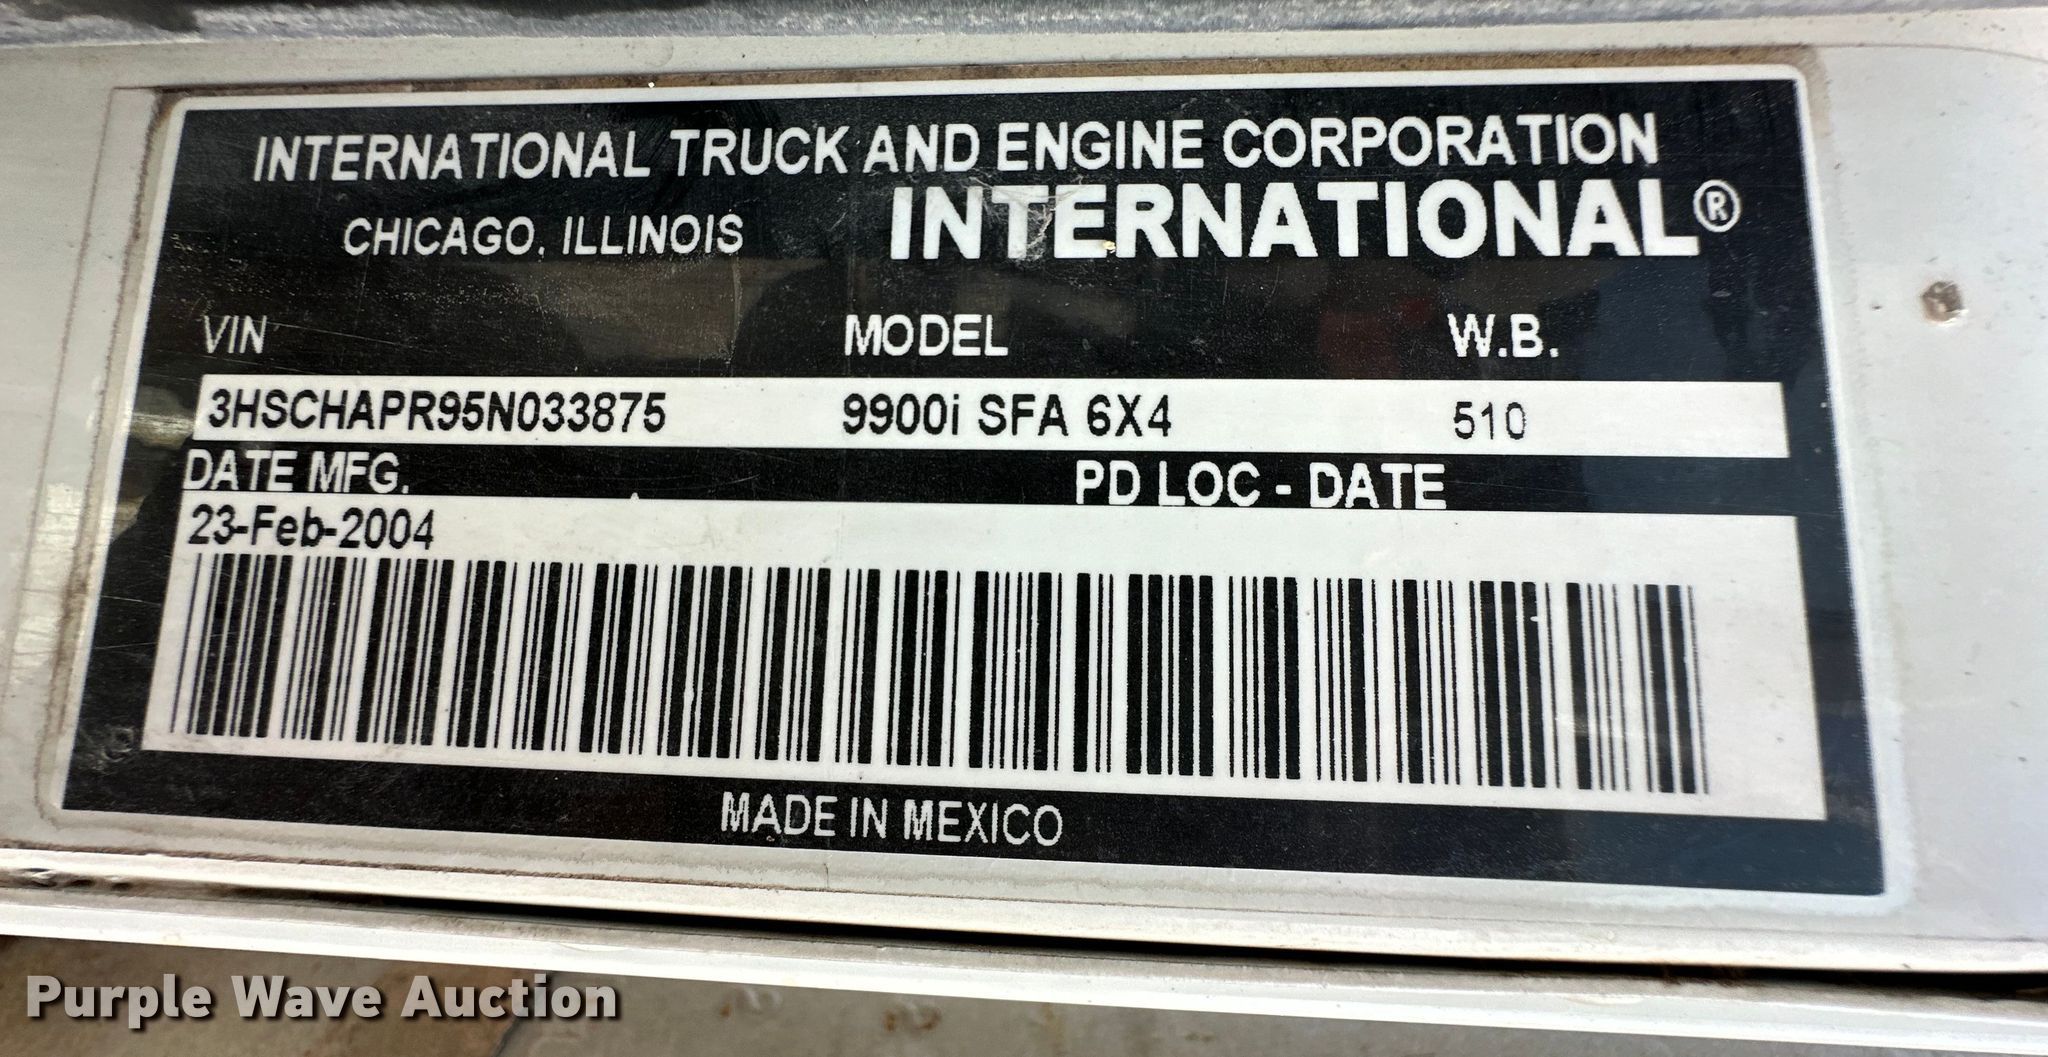 INTERNATIONAL TRUCK AND ENGINE CORPORATION
CHICAGO, ILLINOIS INTERNATIONAL®
VIN MODEL W.B.
3HSCHAPR95N033875 9900i SFA 6X4 510
DATE MFG. PD LOC - DATE
23-Feb-2004
MADE IN MEXICO
Purple Wave Auction